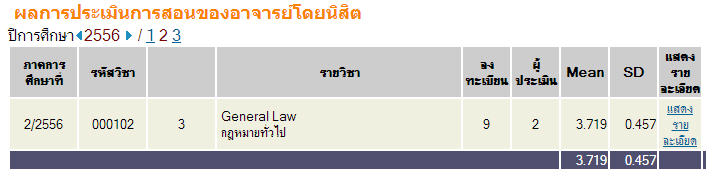 ผลการประเมินการสอนของอาจารย์โดยนิสิต
ปีการศึกษา 2556 / 1 2 3
ภาคการ
ศึกษาที่
รหัสวิชา
รายวิชา
ลง
ทะเบียน
ผู้
ประเมิน
Mean
SD
แสดง
ราย
ละเอียด
2/2556
000102
3
General Law
กฎหมายทั่วไป
9
2
3.719
0.457
แสดง
ราย
ละเอียด
3.719
0.457